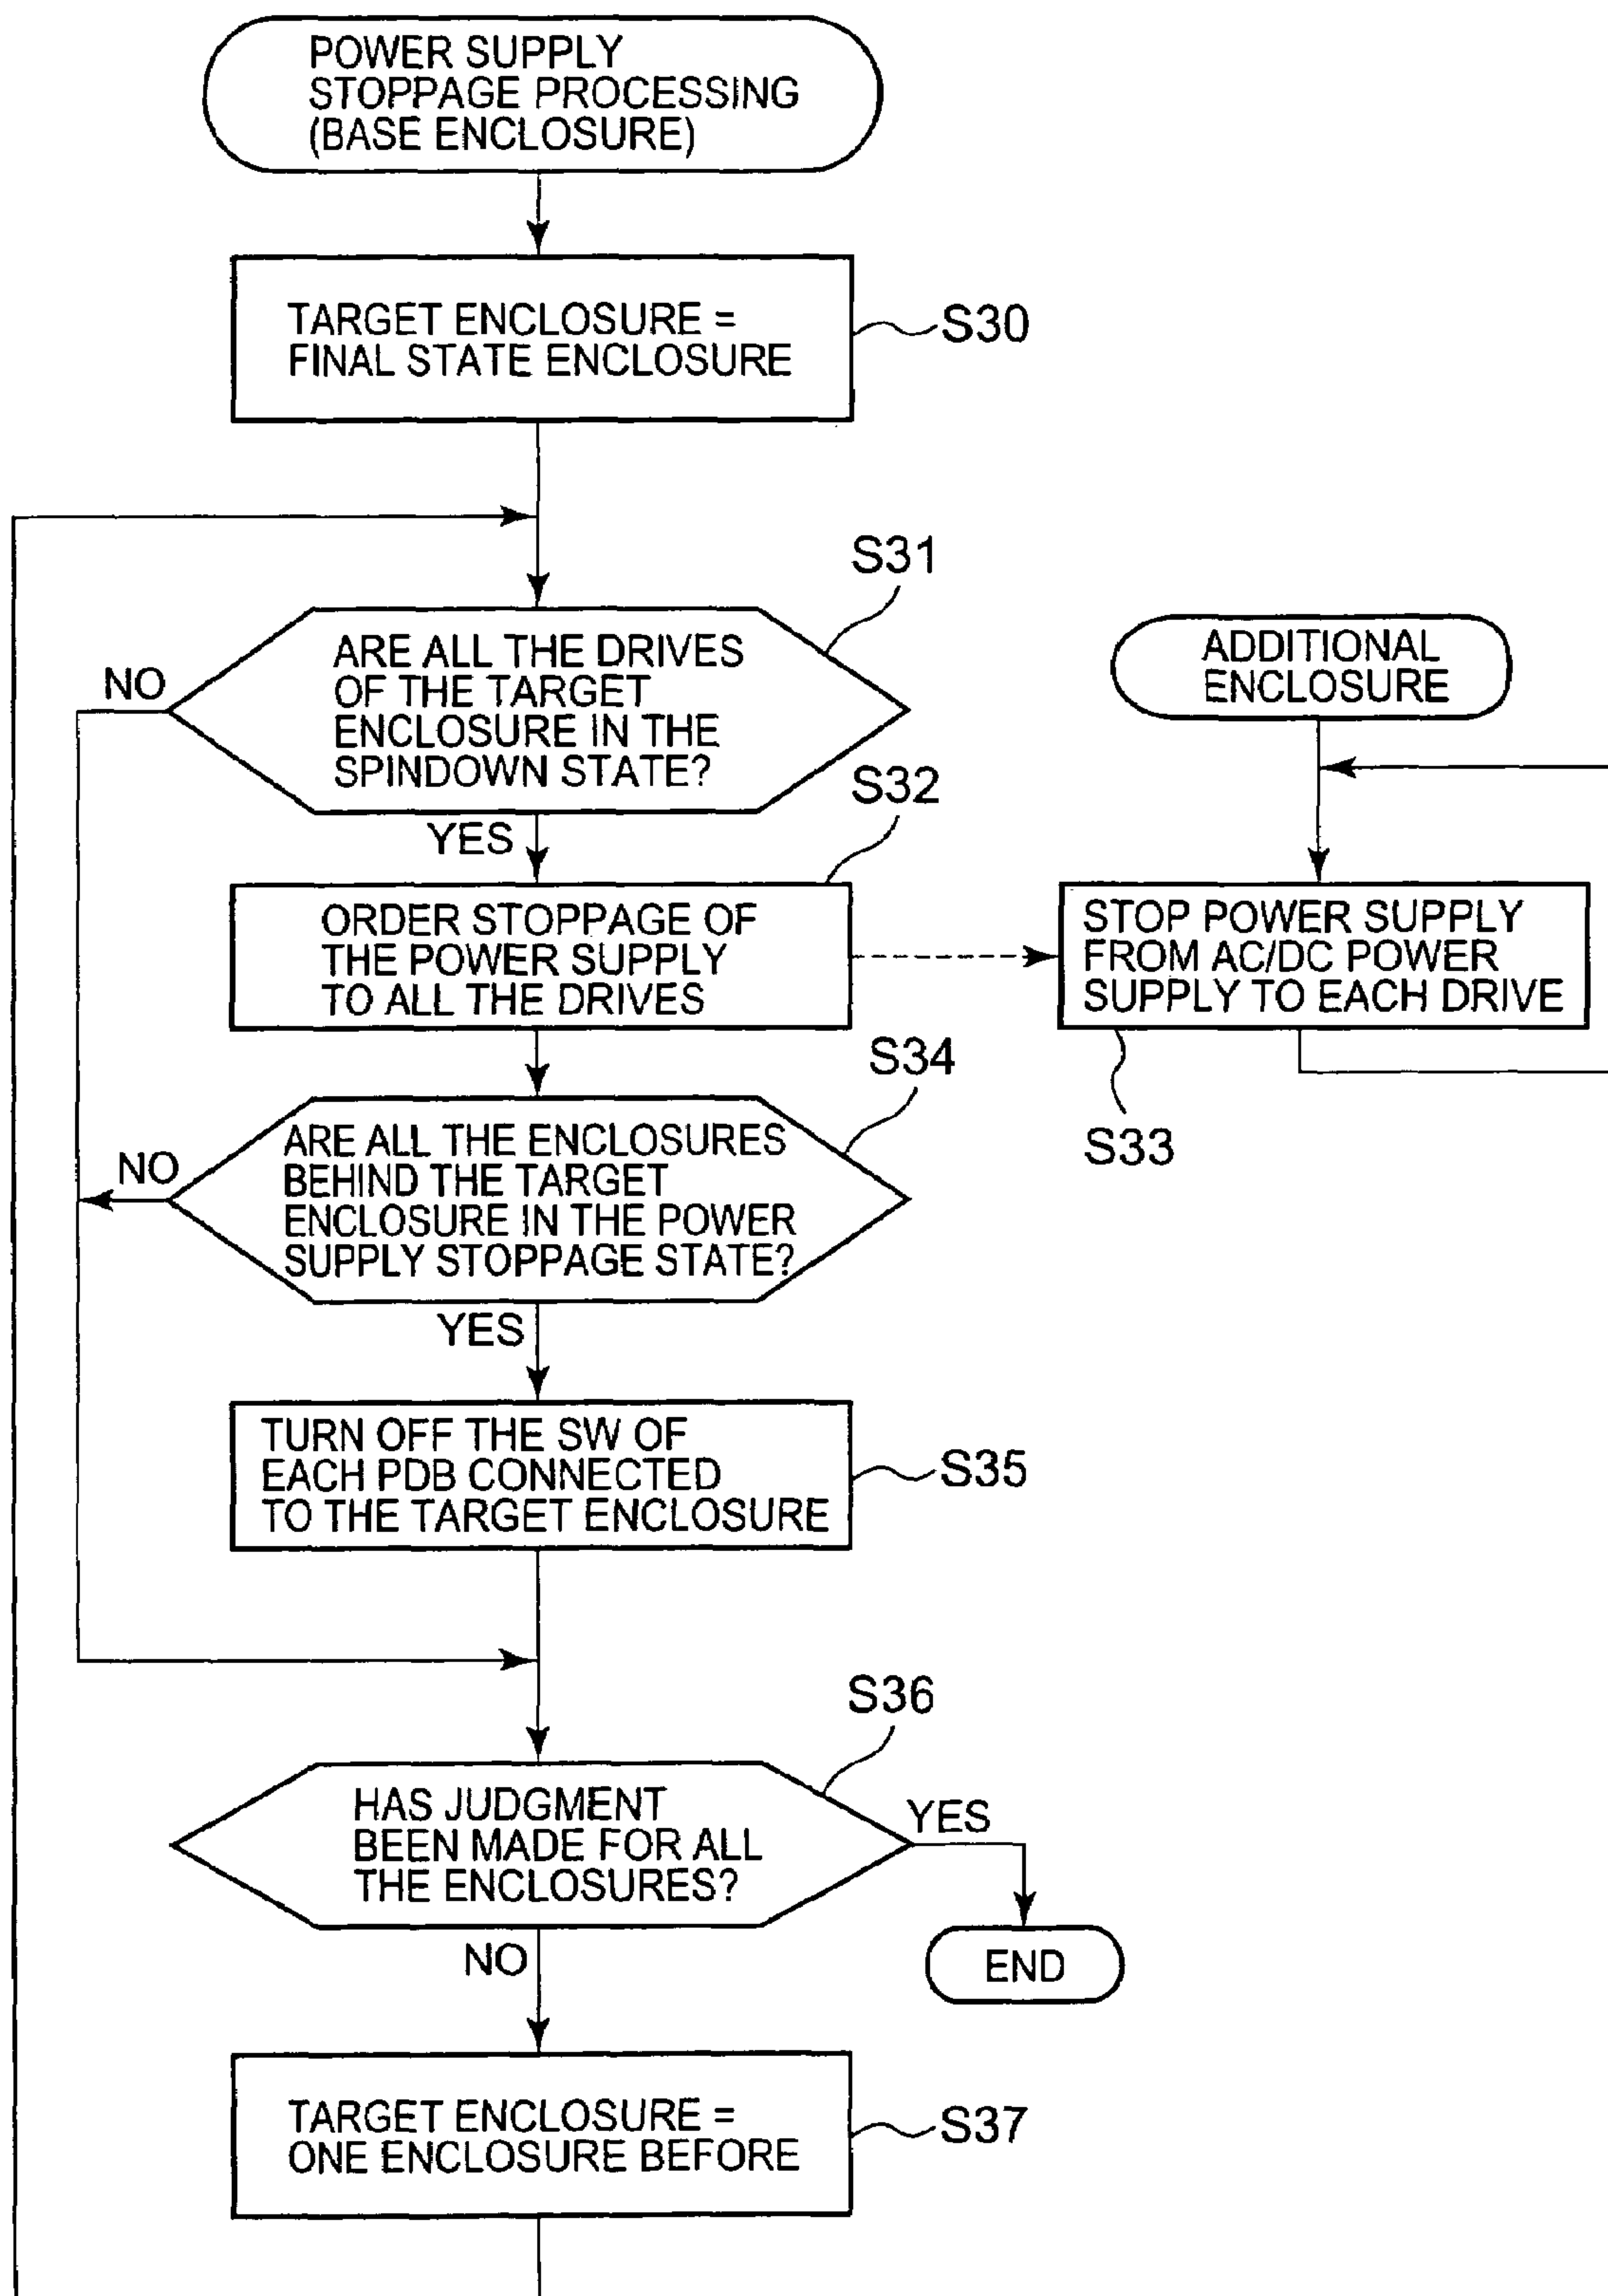 POWER SUPPLY
STOPPAGE PROCESSING
(BASE ENCLOSURE)
TARGET ENCLOSURE =
FINAL STATE ENCLOSURE
S30
S31
ARE ALL THE DRIVES
OF THE TARGET
ENCLOSURE IN THE
SPINDOWN STATE?
NO
YES
ADDITIONAL
ENCLOSURE
S32
ORDER STOPPAGE OF
THE POWER SUPPLY
TO ALL THE DRIVES
STOP POWER SUPPLY
FROM AC/DC POWER
SUPPLY TO EACH DRIVE
S33
S34
ARE ALL THE ENCLOSURES
BEHIND THE TARGET
ENCLOSURE IN THE POWER
SUPPLY STOPPAGE STATE?
NO
YES
TURN OFF THE SW OF
EACH PDB CONNECTED
TO THE TARGET ENCLOSURE
S35
S36
HAS JUDGMENT
BEEN MADE FOR ALL
THE ENCLOSURES?
YES
END
NO
TARGET ENCLOSURE =
ONE ENCLOSURE BEFORE
S37